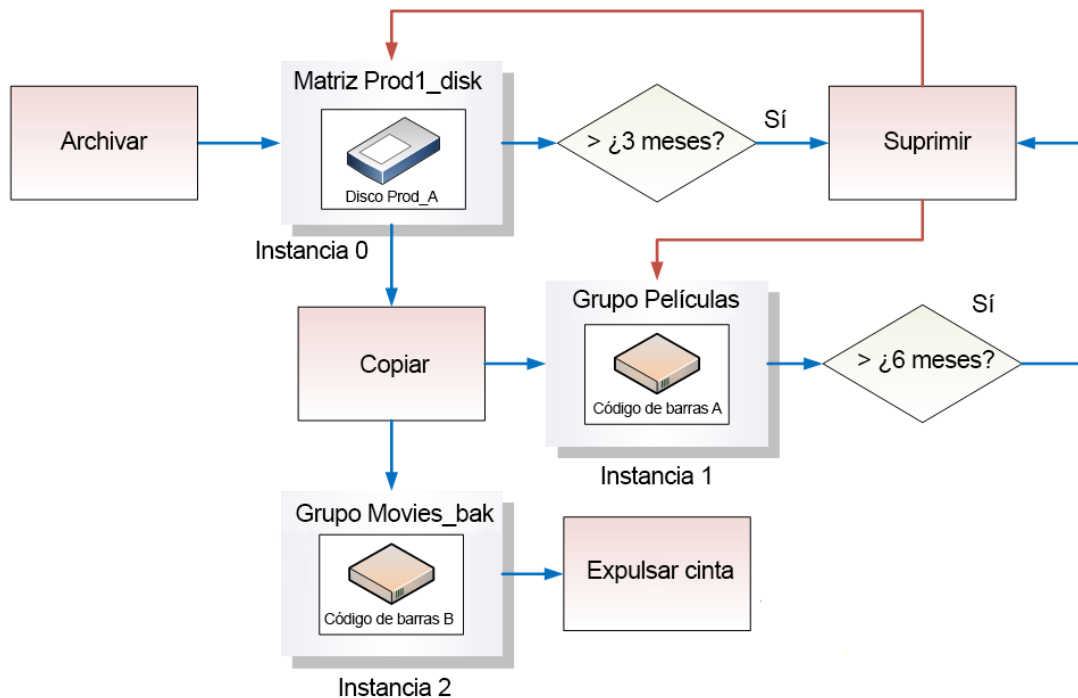 Archivar
Matriz Prod1_disk
Disco Prod_A
Instancia 0
> ¿3 meses?
Sí
Suprimir
Copiar
Grupo Películas
Código de barras A
Instancia 1
> ¿6 meses?
Sí
Grupo Movies_bak
Código de barras B
Instancia 2
Expulsar cinta